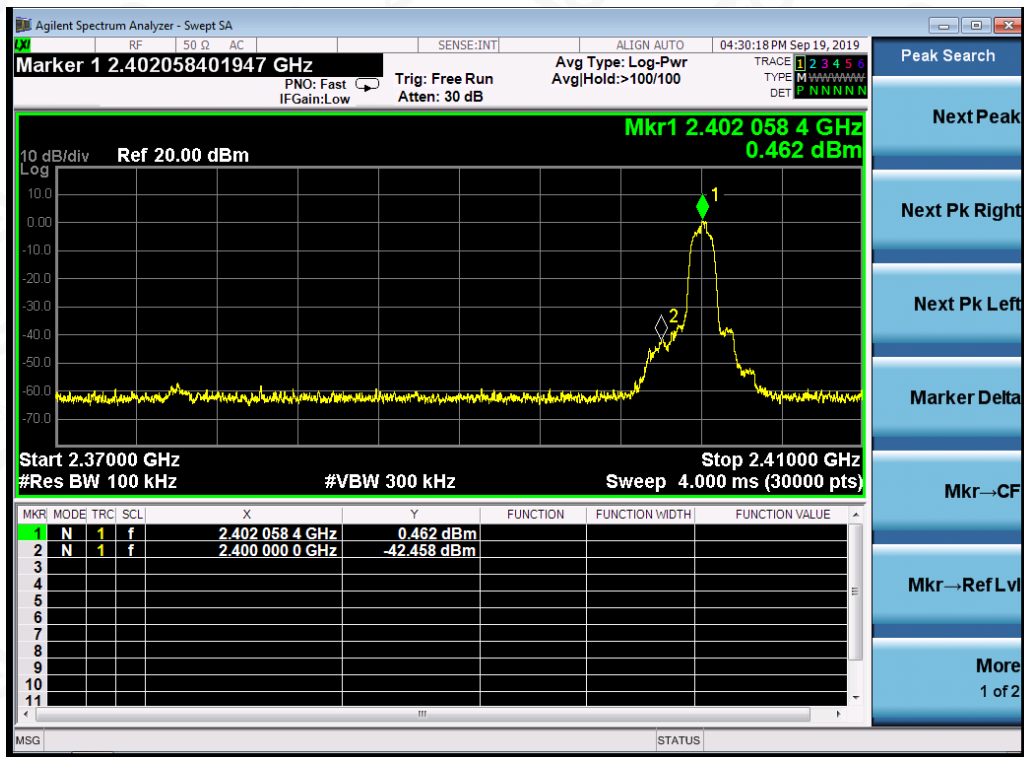 Agilent Spectrum Analyzer - Swept SA
LXI RF 50 Ω AC SENSE:INT ALIGN AUTO 04:30:18 PM Sep 19, 2019
Marker 1 2.402058401947 GHz
PNO: Fast
IFGain:Low
Trig: Free Run
Atten: 30 dB
Avg Type: Log-Pwr
Avg|Hold:>100/100
TRACE 1 2 3 4 5 6
TYPE M WWWWW
DET P N N N N N
Mkr1 2.402 058 4 GHz
0.462 dBm
10 dB/div Ref 20.00 dBm
Log
10.0
0.00
-10.0
-20.0
-30.0
-40.0
-50.0
-60.0
-70.0
1
2
Start 2.37000 GHz Stop 2.41000 GHz
#Res BW 100 kHz #VBW 300 kHz Sweep 4.000 ms (30000 pts)
MKR MODE TRC SCL X Y FUNCTION FUNCTION WIDTH FUNCTION VALUE
1 N 1 f 2.402 058 4 GHz 0.462 dBm
2 N 1 f 2.400 000 0 GHz -42.458 dBm
3
4
5
6
7
8
9
10
11
MSG STATUS
Peak Search
Next Peak
Next Pk Right
Next Pk Left
Marker Delta
Mkr→CF
Mkr→Ref Lvl
More
1 of 2